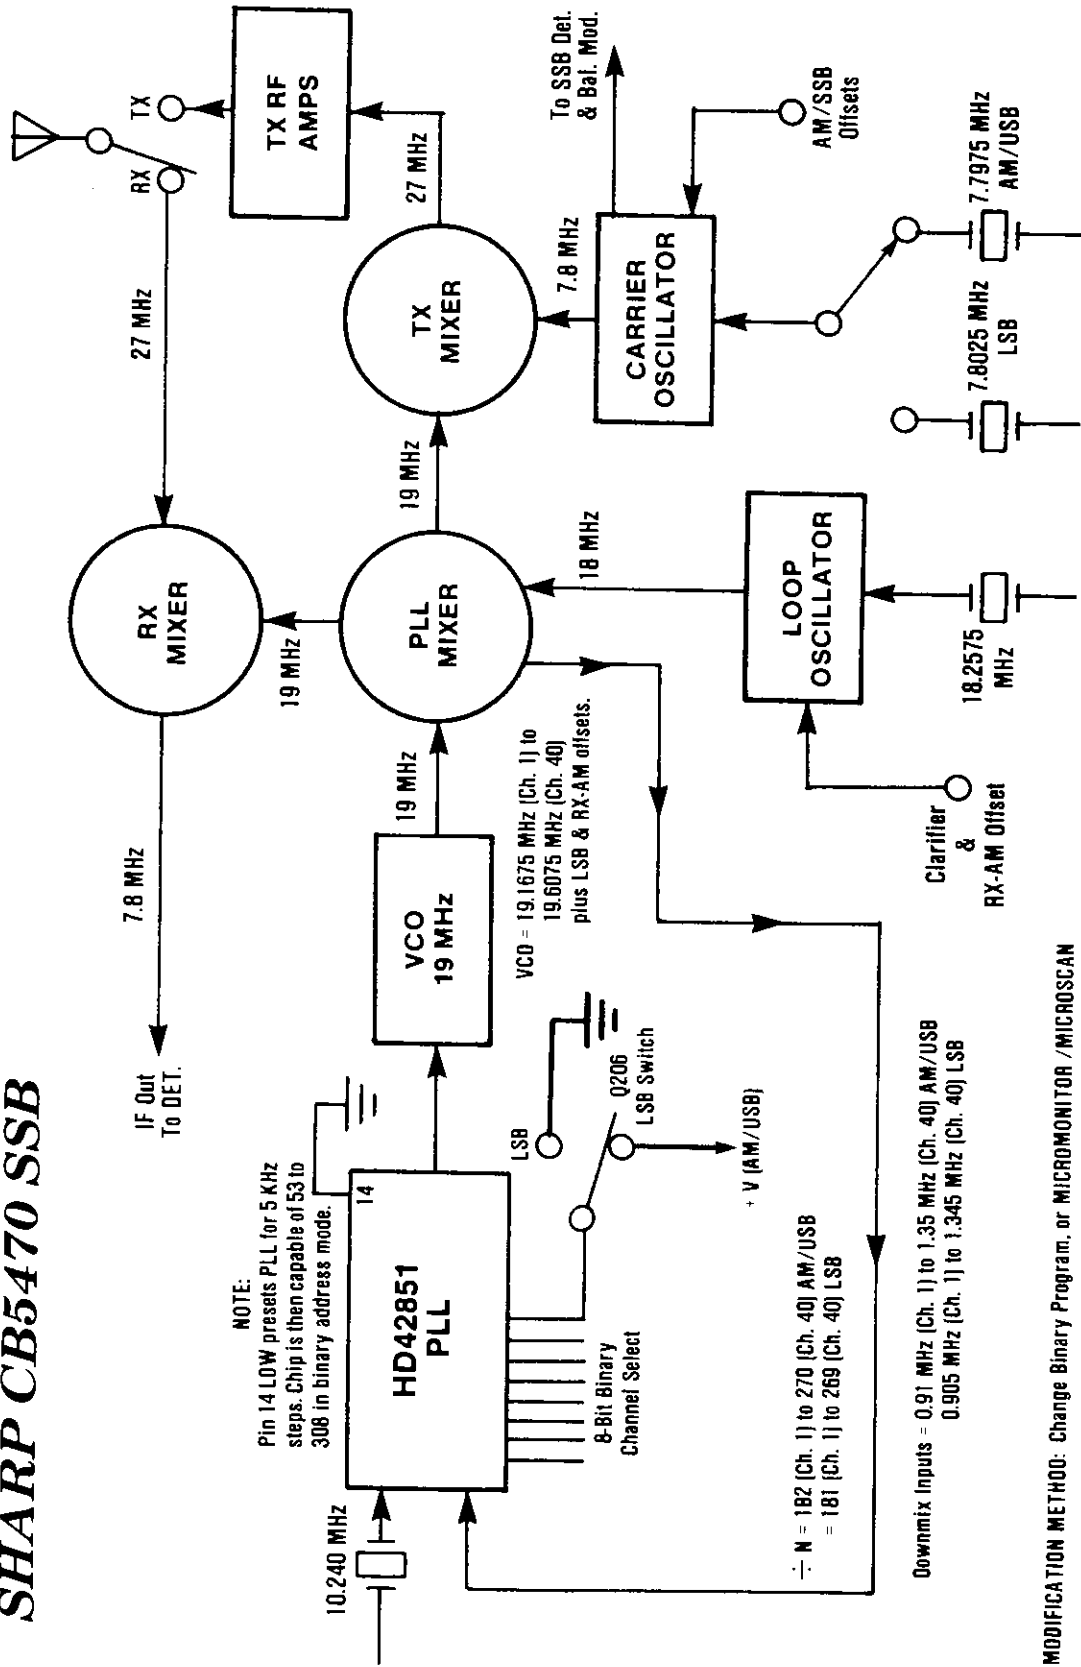 SHARP CB5470 SSB
NOTE:
Pin 14 LOW presets PLL for 5 KHz
steps. Chip is then capable of 53 to
308 in binary address mode.
10.240 MHz
14
HD42851
PLL
8-Bit Binary
Channel Select
LSB
Q206
LSB Switch
+ V (AM/USB)
VCO
19 MHz
19 MHz
VCO = 19.1675 MHz (Ch. 1) to
19.6075 MHz (Ch. 40)
plus LSB & RX-AM offsets.
IF Out
To DET.
7.8 MHz
RX
MIXER
27 MHz
19 MHz
PLL
MIXER
19 MHz
18 MHz
TX
MIXER
27 MHz
TX RF
AMPS
RX
TX
7.8 MHz
CARRIER
OSCILLATOR
To SSB Det.
& Bal. Mod.
AM/SSB
Offsets
7.8025 MHz
LSB
7.7975 MHz
AM/USB
LOOP
OSCILLATOR
18.2575
MHz
Clarifier
&
RX-AM Offset
÷ N = 182 (Ch. 1) to 270 (Ch. 40) AM/USB
= 181 (Ch. 1) to 269 (Ch. 40) LSB
Downmix Inputs = 0.91 MHz (Ch. 1) to 1.35 MHz (Ch. 40) AM/USB
0.905 MHz (Ch. 1) to 1.345 MHz (Ch. 40) LSB
MODIFICATION METHOD: Change Binary Program, or MICROMONITOR /MICROSCAN